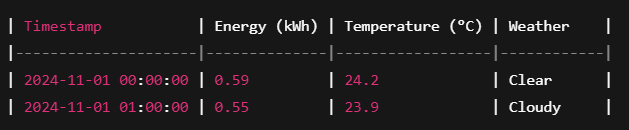 | Timestamp           | Energy (kWh) | Temperature (°C) | Weather    |
|---------------------|--------------|------------------|------------|
| 2024-11-01 00:00:00 | 0.59         | 24.2             | Clear      |
| 2024-11-01 01:00:00 | 0.55         | 23.9             | Cloudy     |